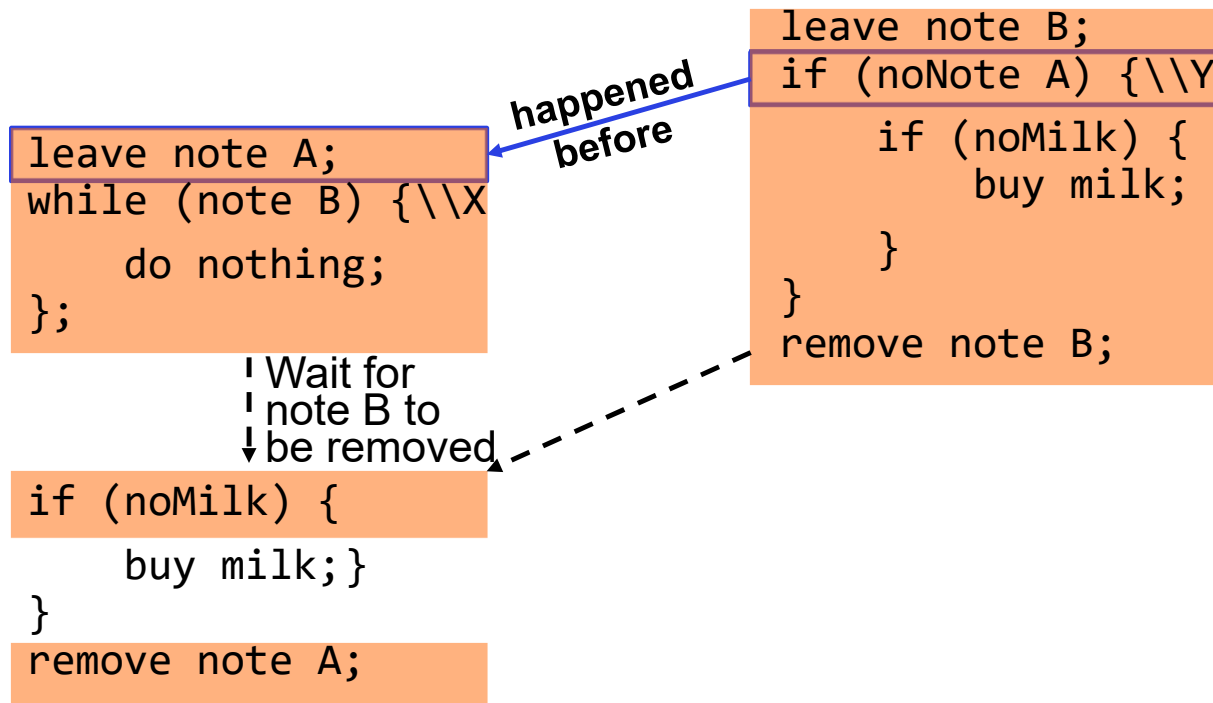 leave note B;
if (noNote A) {\\Y
if (noMilk) {
buy milk;
}
}
remove note B;
happened
before
leave note A;
while (note B) {\\X
do nothing;
};
Wait for
note B to
be removed
if (noMilk) {
buy milk;}
}
remove note A;